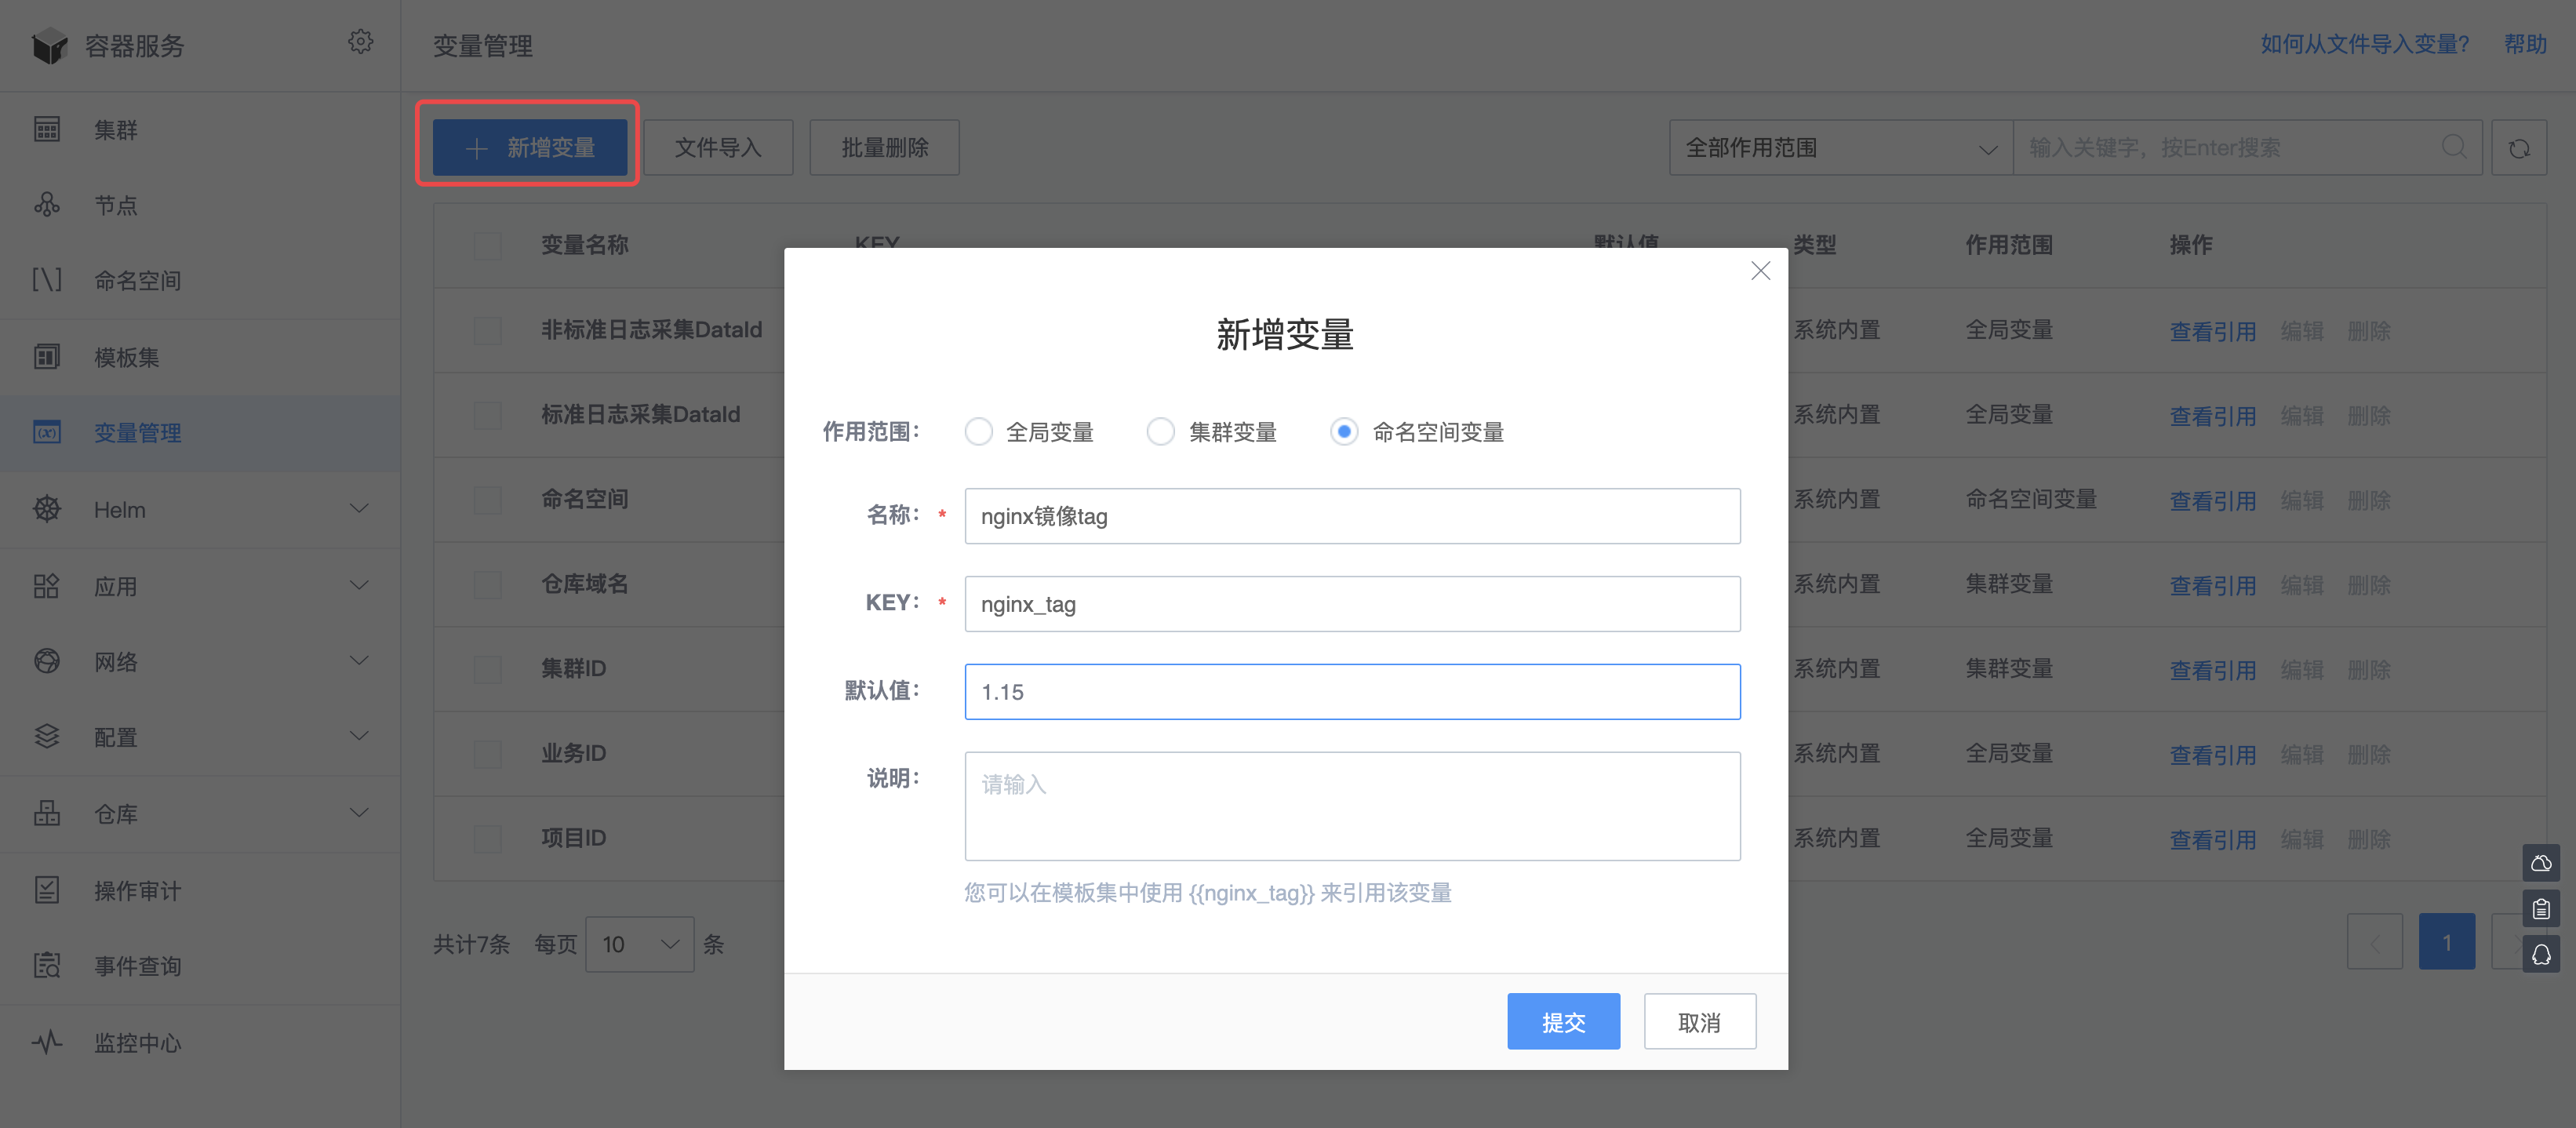 容器服务
变量管理
如何从文件导入变量?
帮助
集群
节点
命名空间
模板集
变量管理
Helm
应用
网络
配置
仓库
操作审计
事件查询
监控中心
新增变量
文件导入
批量删除
全部作用范围
输入关键字，按Enter搜索
变量名称 KEY 默认值 类型 作用范围 操作
非标准日志采集DataId 系统内置 全局变量 查看引用 编辑 删除
标准日志采集DataId 系统内置 全局变量 查看引用 编辑 删除
命名空间 系统内置 命名空间变量 查看引用 编辑 删除
仓库域名 系统内置 集群变量 查看引用 编辑 删除
集群ID 系统内置 集群变量 查看引用 编辑 删除
业务ID 系统内置 全局变量 查看引用 编辑 删除
项目ID 系统内置 全局变量 查看引用 编辑 删除
共计7条 每页 10 条
1
新增变量
作用范围： 全局变量 集群变量 命名空间变量
名称： * nginx镜像tag
KEY： * nginx_tag
默认值： 1.15
说明： 请输入
您可以在模板集中使用 {{nginx_tag}} 来引用该变量
提交 取消